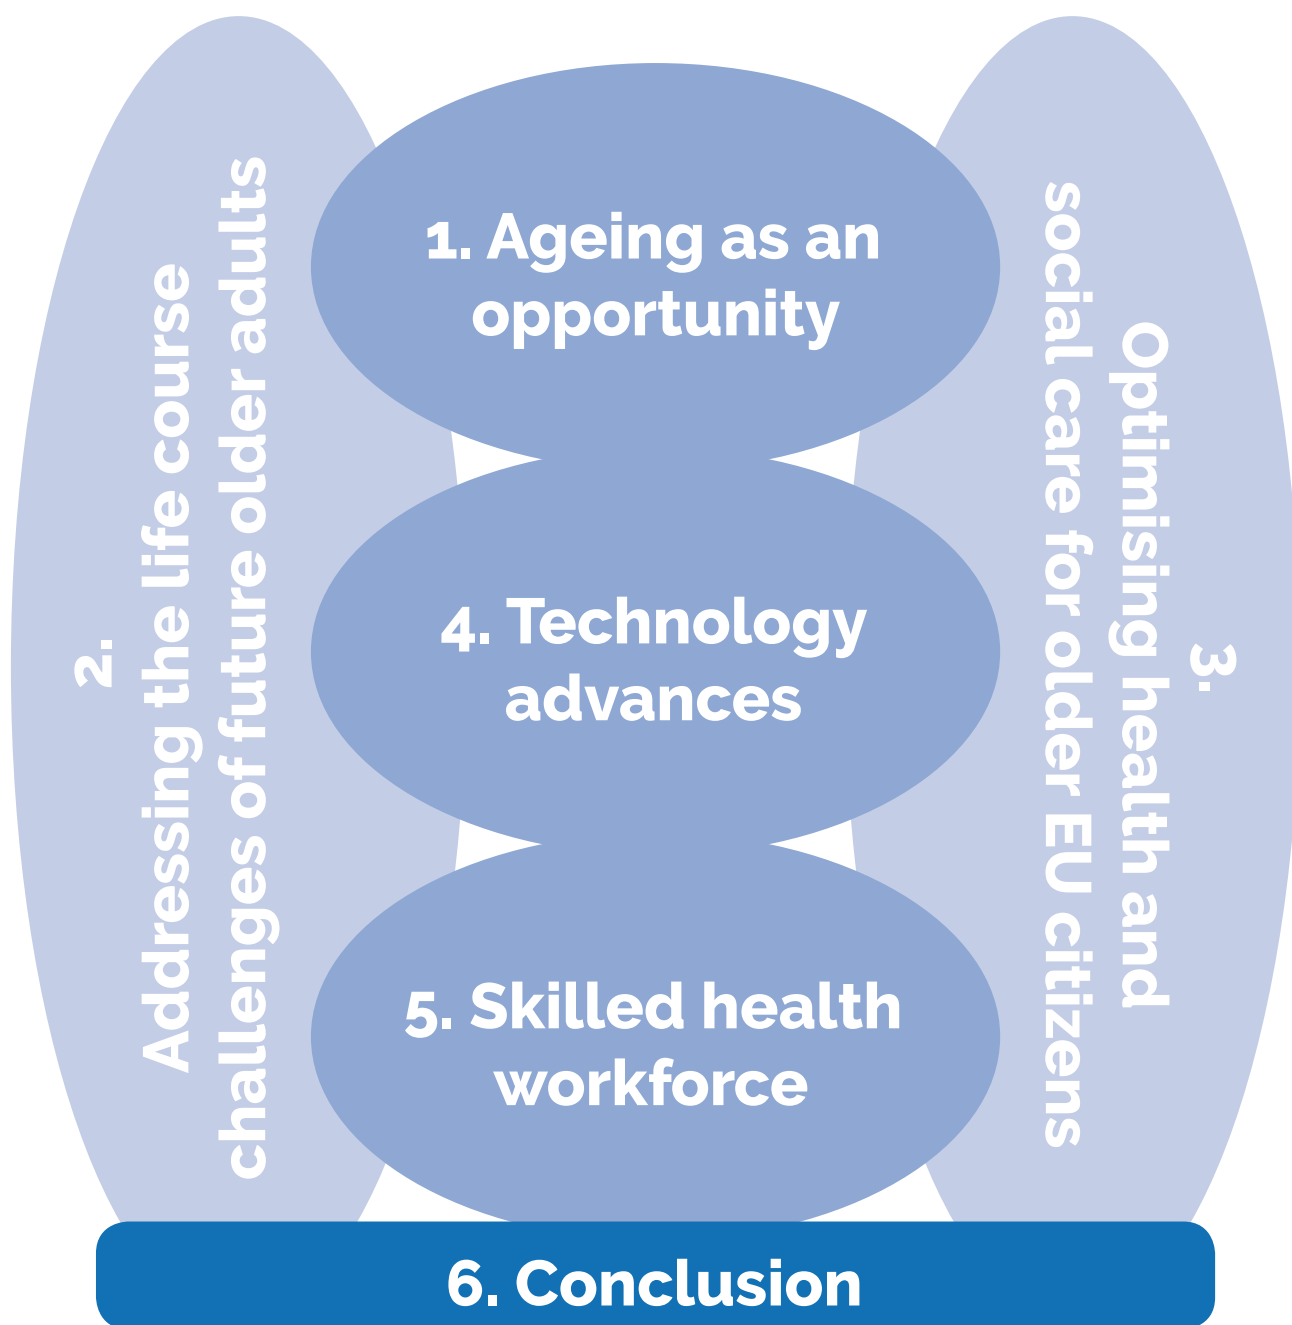 1. Ageing as an
opportunity
2.
Addressing the life course
challenges of future older adults
3.
Optimising health and
social care for older EU citizens
4. Technology
advances
5. Skilled health
workforce
6. Conclusion